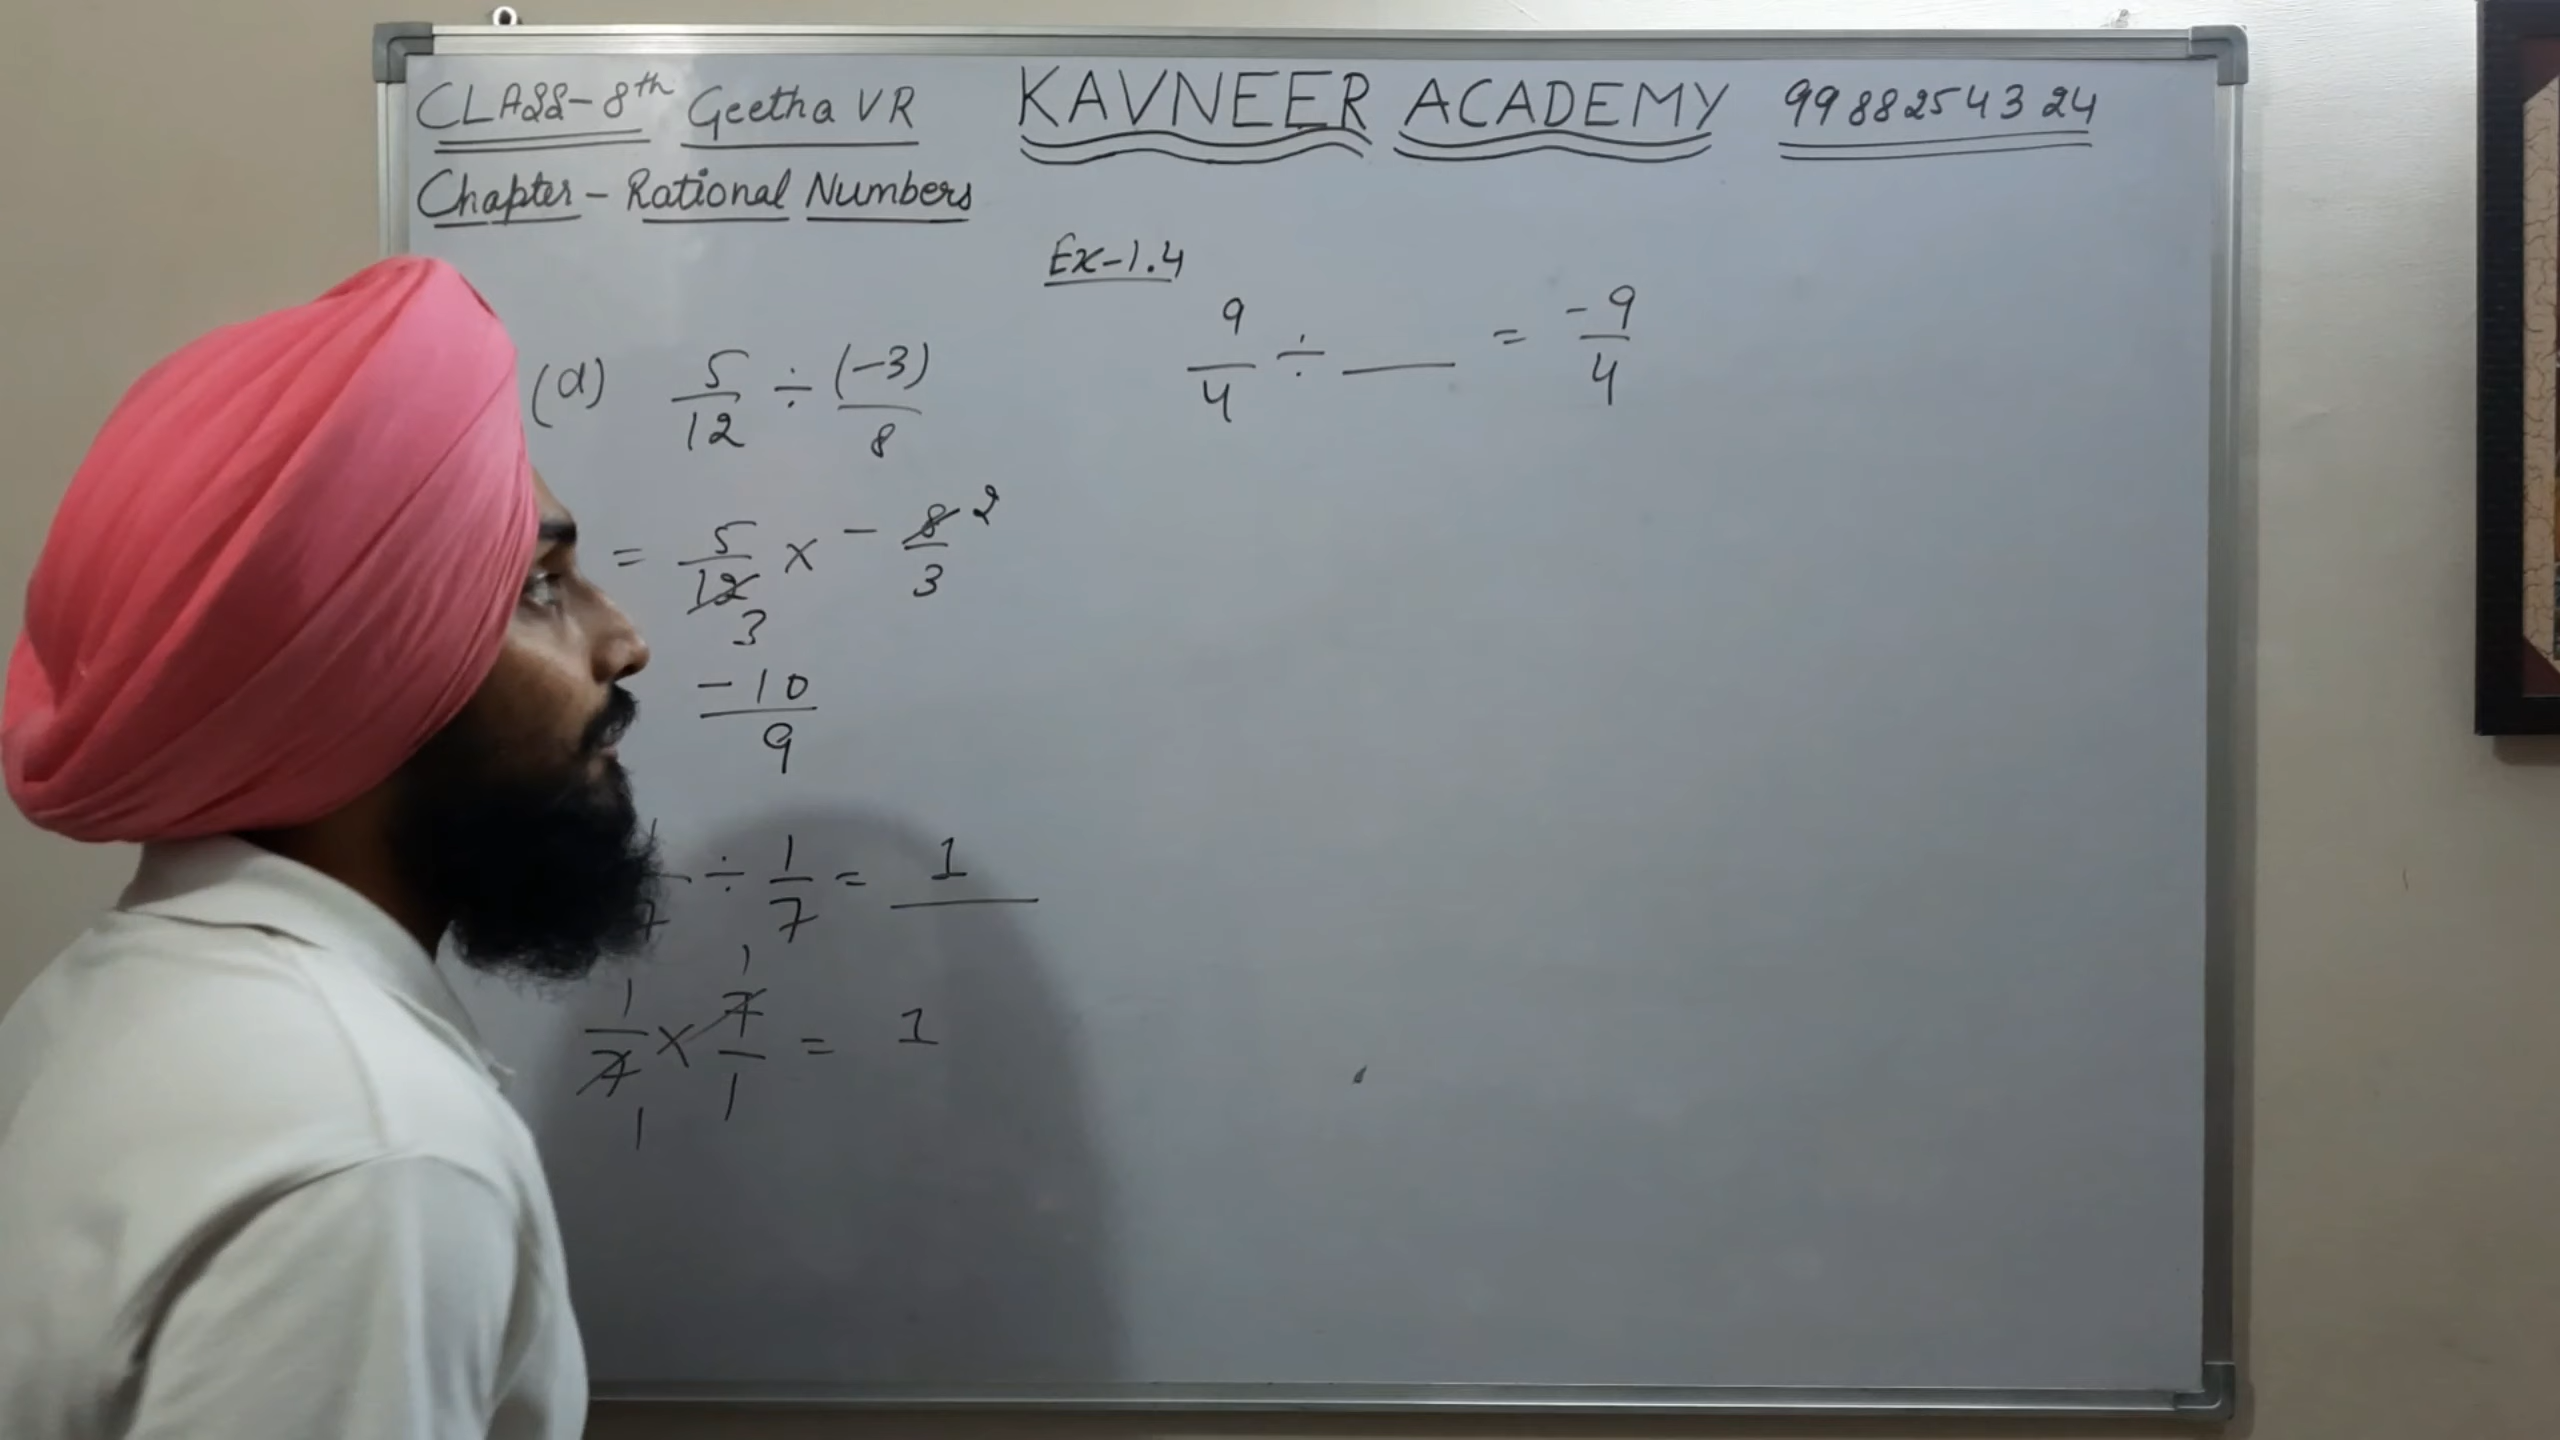 CLASS-8th Geetha VR KAVNEER ACADEMY 9988254324
Chapter - Rational Numbers
Ex-1.4
9/4 ÷ ___ = -9/4
(d) 5/12 ÷ (-3)/8
= 5/12 3 × - 8/3 2
-10/9
1/7 ÷ 1/7 = 1
1/7 1 × 7/1 1 = 1